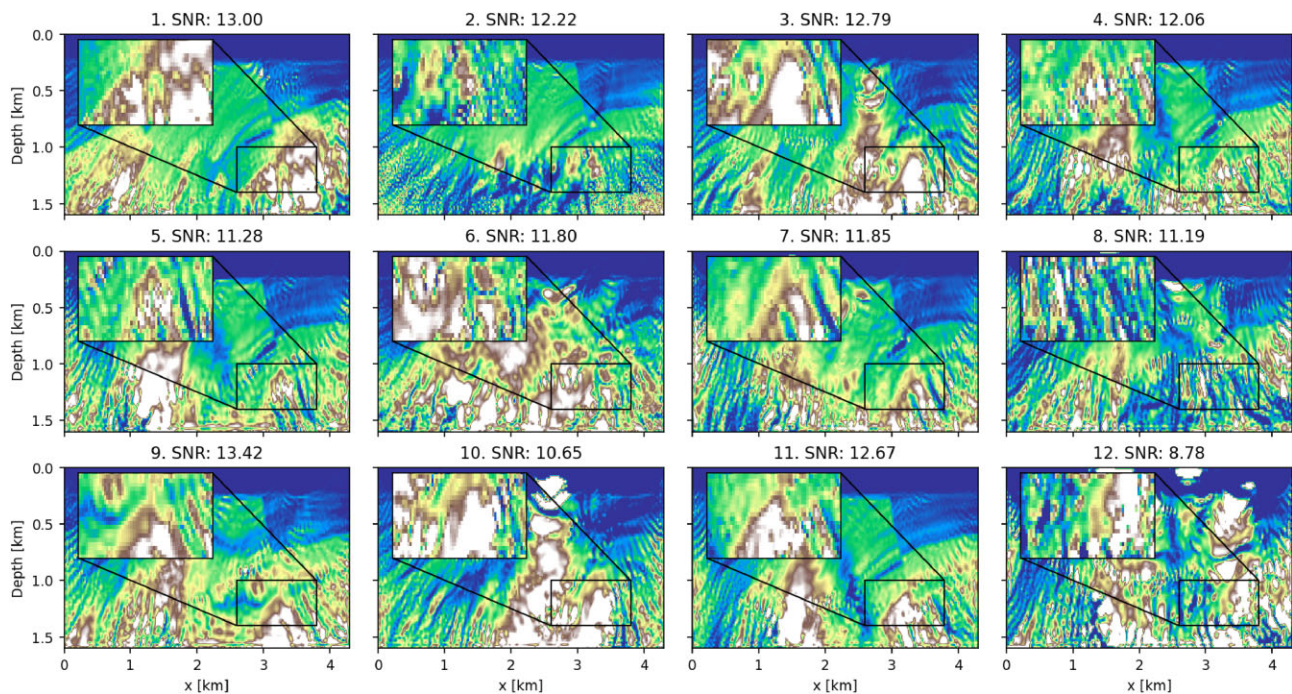 1. SNR: 13.00
2. SNR: 12.22
3. SNR: 12.79
4. SNR: 12.06
0.0
0.5
1.0
1.5
Depth [km]
5. SNR: 11.28
6. SNR: 11.80
7. SNR: 11.85
8. SNR: 11.19
0.0
0.5
1.0
1.5
Depth [km]
9. SNR: 13.42
10. SNR: 10.65
11. SNR: 12.67
12. SNR: 8.78
0.0
0.5
1.0
1.5
Depth [km]
0 1 2 3 4
0 1 2 3 4
0 1 2 3 4
0 1 2 3 4
x [km]
x [km]
x [km]
x [km]